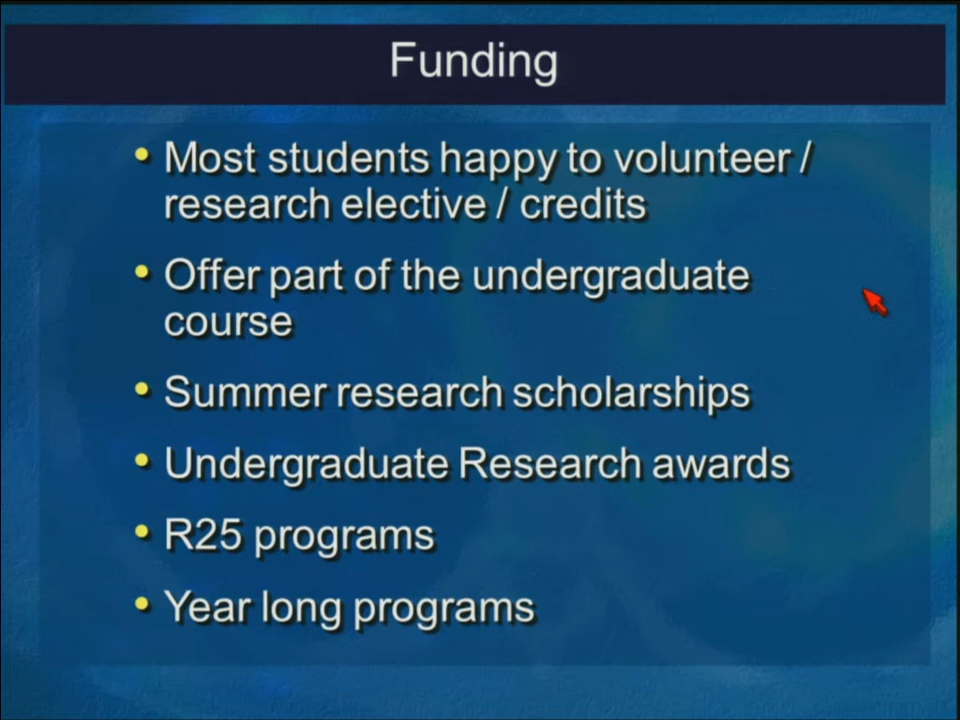 Funding
• Most students happy to volunteer /
research elective / credits
• Offer part of the undergraduate
course
• Summer research scholarships
• Undergraduate Research awards
• R25 programs
• Year long programs